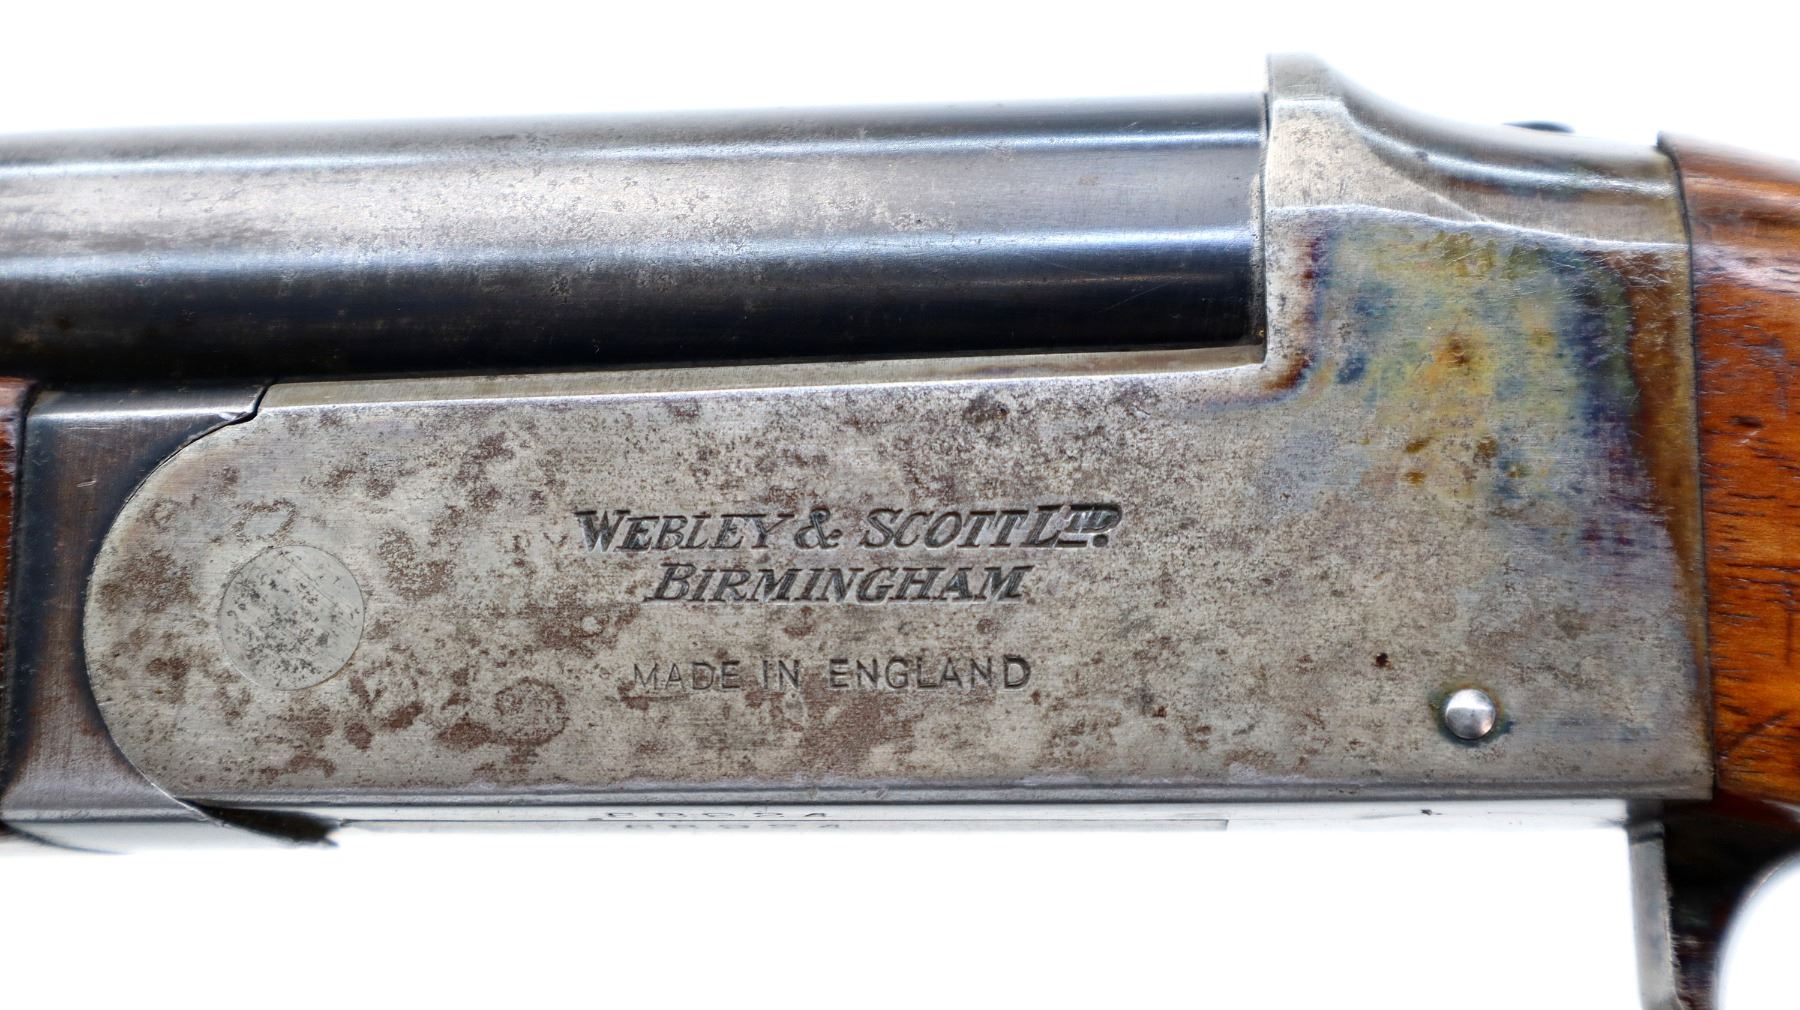 WEBLEY & SCOTT LTD.
BIRMINGHAM
MADE IN ENGLAND